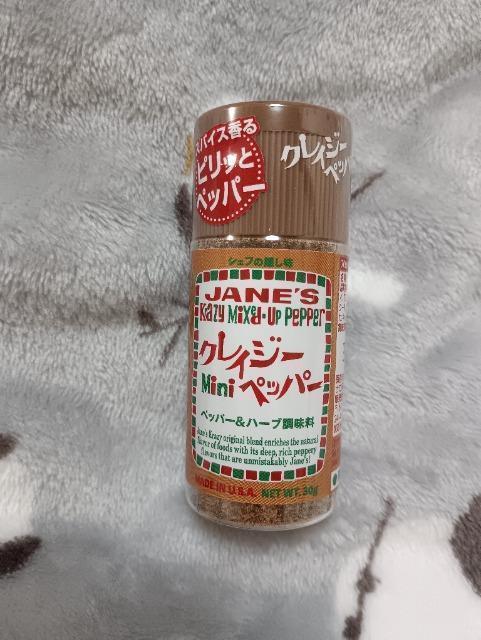 スパイス香る
ピリッと
ペッパー
クレイジー
ペッパー
シェフの隠し味
JANE'S
Krazy Mixed-Up Pepper
クレイジー
Mini ペッパー
ペッパー&ハーブ調味料
Jane's Krazy original blend enriches the natural
flavor of foods with its deep, rich peppery
flavors that are unmistakably Jane's!
MADE IN U.S.A. NET WT. 30g